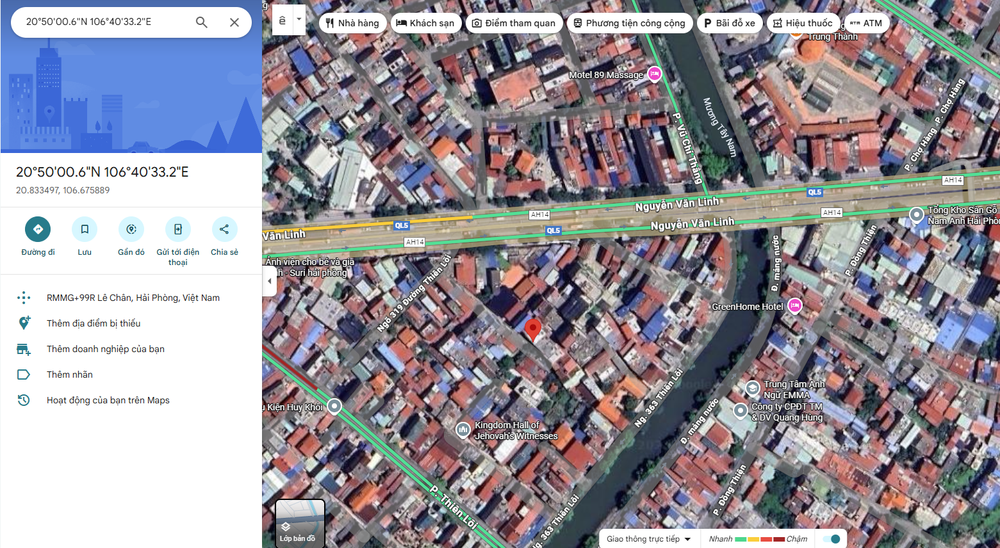 20°50'00.6"N 106°40'33.2"E
20°50'00.6"N 106°40'33.2"E
20.833497, 106.675889
Đường đi
Lưu
Gần đó
Gửi tới điện
thoại
Chia sẻ
RMMG+99R Lê Chân, Hải Phòng, Việt Nam
Thêm địa điểm bị thiếu
Thêm doanh nghiệp của bạn
Thêm nhãn
Hoạt động của bạn trên Maps
ê
Nhà hàng
Khách sạn
Điểm tham quan
Phương tiện công cộng
Bãi đỗ xe
Hiệu thuốc
ATM
Trung Thành
Motel 89 Massage
Mương Tây Nam
P. Vũ Chí Thắng
P. Chợ Hàng
P. Chợ Hàng
AH14
QL5
Nguyễn Văn Linh
AH14
AH14
Nguyễn Văn Linh
QL5
QL5
Văn Linh
AH14
Tổng Kho Sàn Gỗ
Nam Anh Hải Phòn
Ảnh viện cho bé và gia
h - Suri hải phòng
Ngõ 319 Đường Thiên Lôi
Đ. máng nước
P. Đồng Thiện
GreenHome Hotel
Ng. 363 Thiên Lôi
Trung Tâm Anh
Ngữ EMMA
Công ty CPĐT TM
& DV Quang Hùng
Đ. máng nước
Kiện Huy Khôi
Kingdom Hall of
Jehovah's Witnesses
P. Thiên Lôi
P. Đồng Thiện
Ng. 363 Thiên Lôi
Lớp bản đồ
Giao thông trực tiếp
Nhanh
Chậm